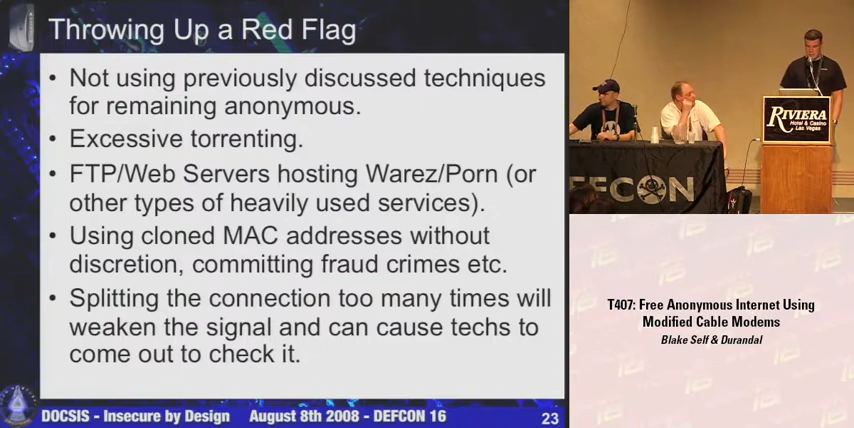 Throwing Up a Red Flag
• Not using previously discussed techniques
for remaining anonymous.
• Excessive torrenting.
• FTP/Web Servers hosting Warez/Porn (or
other types of heavily used services).
• Using cloned MAC addresses without
discretion, committing fraud crimes etc.
• Splitting the connection too many times will
weaken the signal and can cause techs to
come out to check it.
DOCSIS - Insecure by Design August 8th 2008 - DEFCON 16 23
RIVIERA
Hotel & Casino
Las Vegas
DEFCON
T407: Free Anonymous Internet Using
Modified Cable Modems
Blake Self & Durandal